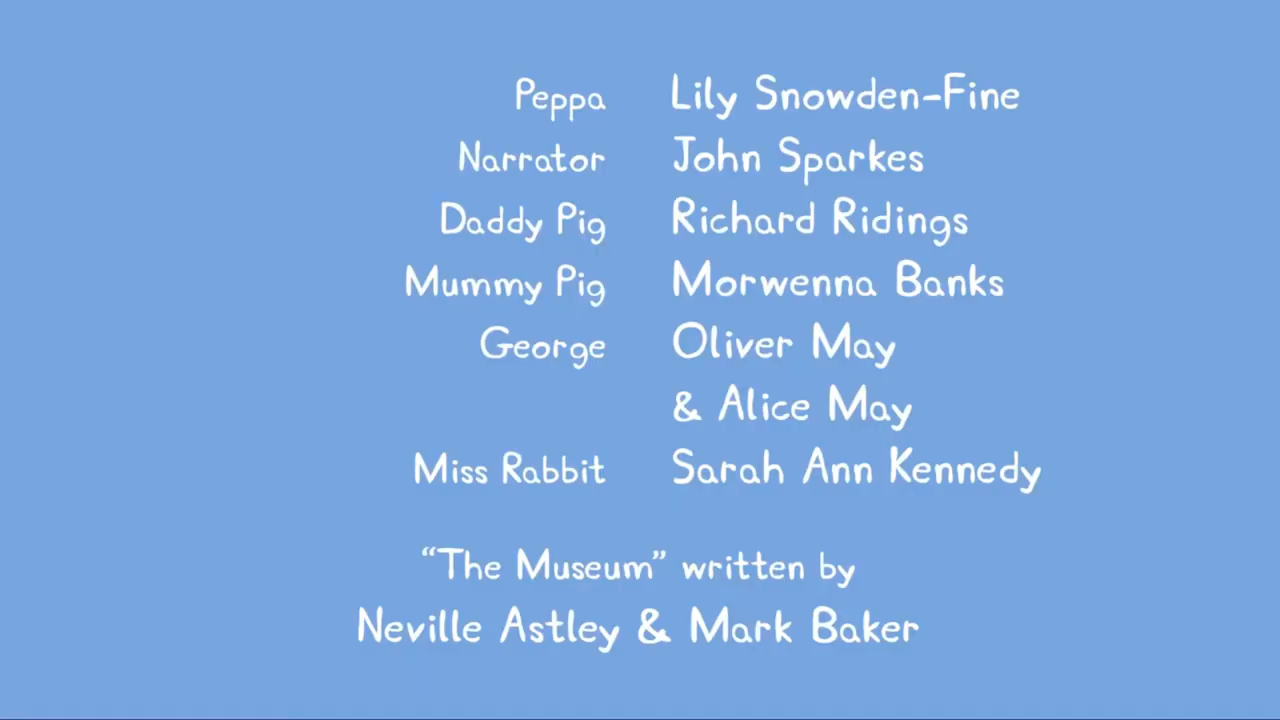 Peppa Lily Snowden-Fine
Narrator John Sparkes
Daddy Pig Richard Ridings
Mummy Pig Morwenna Banks
George Oliver May
& Alice May
Miss Rabbit Sarah Ann Kennedy
“The Museum” written by
Neville Astley & Mark Baker